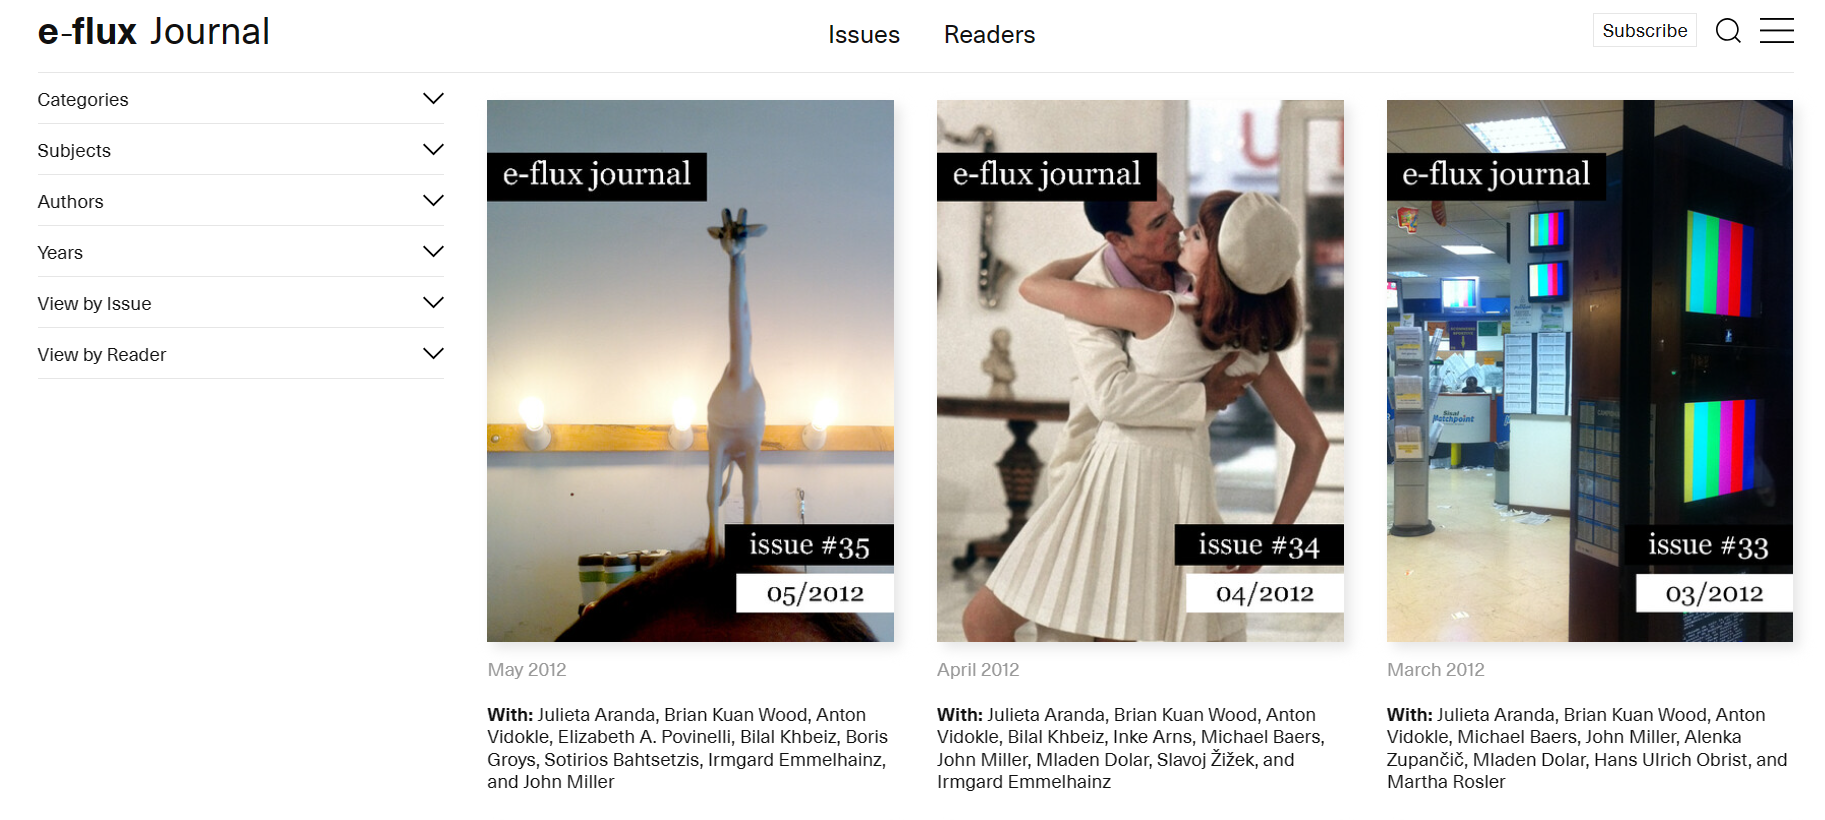 e-flux Journal
Issues
Readers
Subscribe
Categories
Subjects
Authors
Years
View by Issue
View by Reader
e-flux journal
issue #35
05/2012
May 2012
With: Julieta Aranda, Brian Kuan Wood, Anton
Vidokle, Elizabeth A. Povinelli, Bilal Khbeiz, Boris
Groys, Sotirios Bahtsetzis, Irmgard Emmelhainz,
and John Miller
e-flux journal
issue #34
04/2012
April 2012
With: Julieta Aranda, Brian Kuan Wood, Anton
Vidokle, Bilal Khbeiz, Inke Arns, Michael Baers,
John Miller, Mladen Dolar, Slavoj Žižek, and
Irmgard Emmelhainz
e-flux journal
Matchpoint
issue #33
03/2012
March 2012
With: Julieta Aranda, Brian Kuan Wood, Anton
Vidokle, Michael Baers, John Miller, Alenka
Zupančič, Mladen Dolar, Hans Ulrich Obrist, and
Martha Rosler